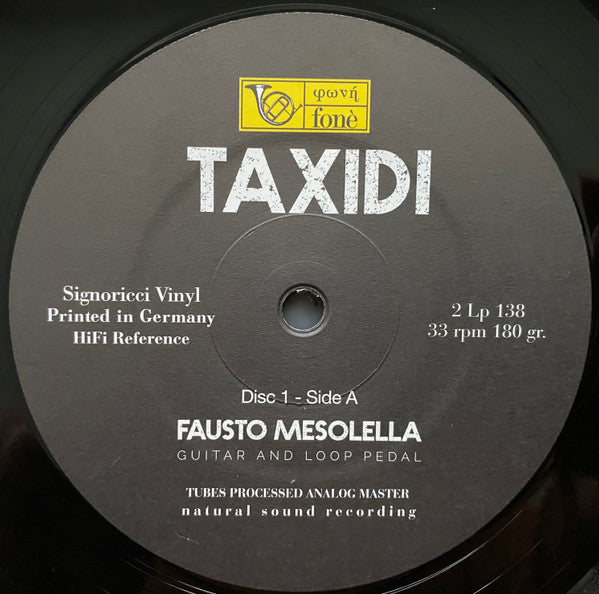 φωνή
fonè
TAXIDI
Signoricci Vinyl
Printed in Germany
HiFi Reference
2 Lp 138
33 rpm 180 gr.
Disc 1 - Side A
FAUSTO MESOLELLA
GUITAR AND LOOP PEDAL
TUBES PROCESSED ANALOG MASTER
natural sound recording